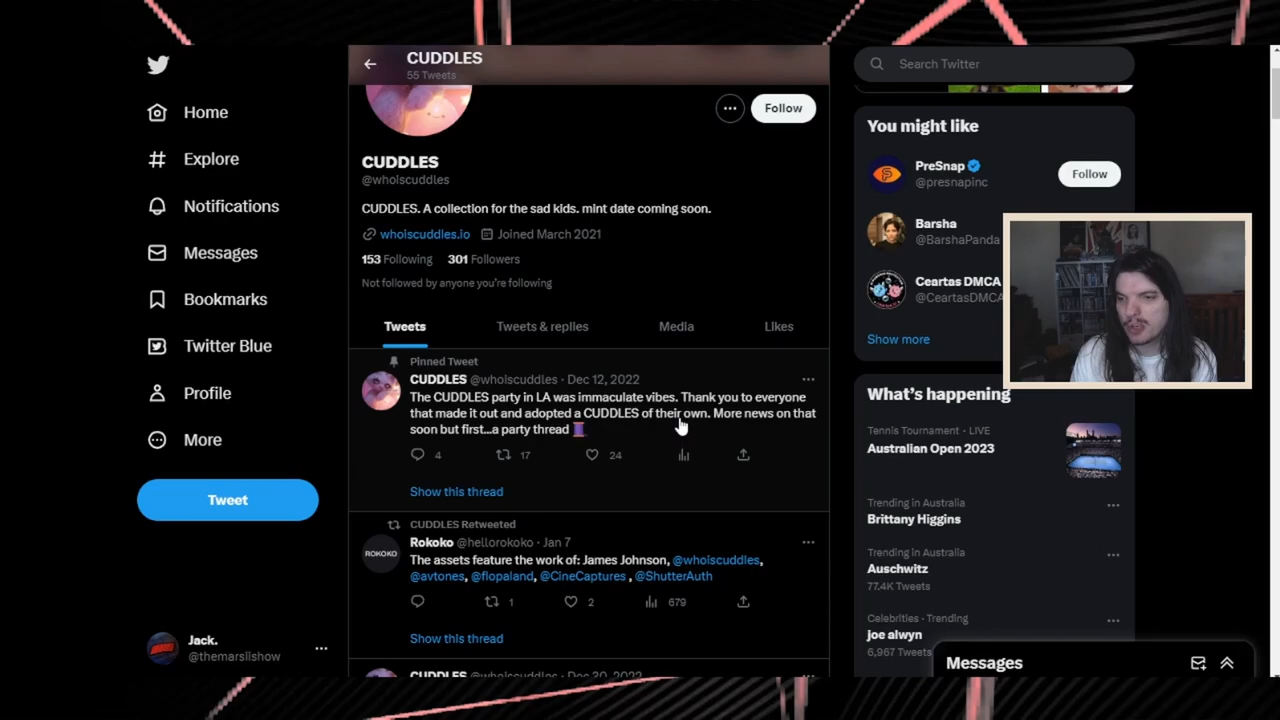 Home
Explore
Notifications
Messages
Bookmarks
Twitter Blue
Profile
More
Tweet
Jack.
@themarslishow
CUDDLES
55 Tweets
Follow
CUDDLES
@whoiscuddles
CUDDLES. A collection for the sad kids. mint date coming soon.
whoiscuddles.io Joined March 2021
153 Following 301 Followers
Not followed by anyone you're following
Tweets Tweets & replies Media Likes
Pinned Tweet
CUDDLES @whoiscuddles · Dec 12, 2022
The CUDDLES party in LA was immaculate vibes. Thank you to everyone
that made it out and adopted a CUDDLES of their own. More news on that
soon but first...a party thread
4 17 24
Show this thread
CUDDLES Retweeted
ROKOKO
Rokoko @hellorokoko · Jan 7
The assets feature the work of: James Johnson, @whoiscuddles,
@avtones, @flopaland, @CineCaptures , @ShutterAuth
1 2 679
Show this thread
CUDDLES @whoiscuddles · Dec 30, 2022
Search Twitter
You might like
PreSnap
@presnapinc
Follow
Barsha
@BarshaPanda
Ceartas DMCA
@CeartasDMCA
Show more
What's happening
Tennis Tournament · LIVE
Australian Open 2023
Trending in Australia
Brittany Higgins
Trending in Australia
Auschwitz
77.4K Tweets
Celebrities · Trending
joe alwyn
6,967 Tweets
Messages